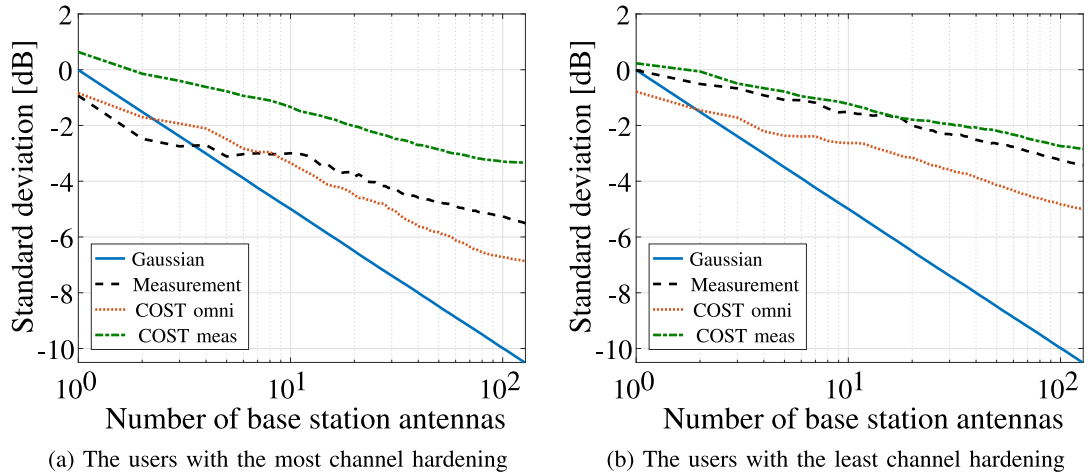 Standard deviation [dB]
0
-2
-4
-6
-8
-10
Gaussian
Measurement
COST omni
COST meas
10^0
10^1
10^2
Number of base station antennas
(a) The users with the most channel hardening
Standard deviation [dB]
0
-2
-4
-6
-8
-10
Gaussian
Measurement
COST omni
COST meas
10^0
10^1
10^2
Number of base station antennas
(b) The users with the least channel hardening